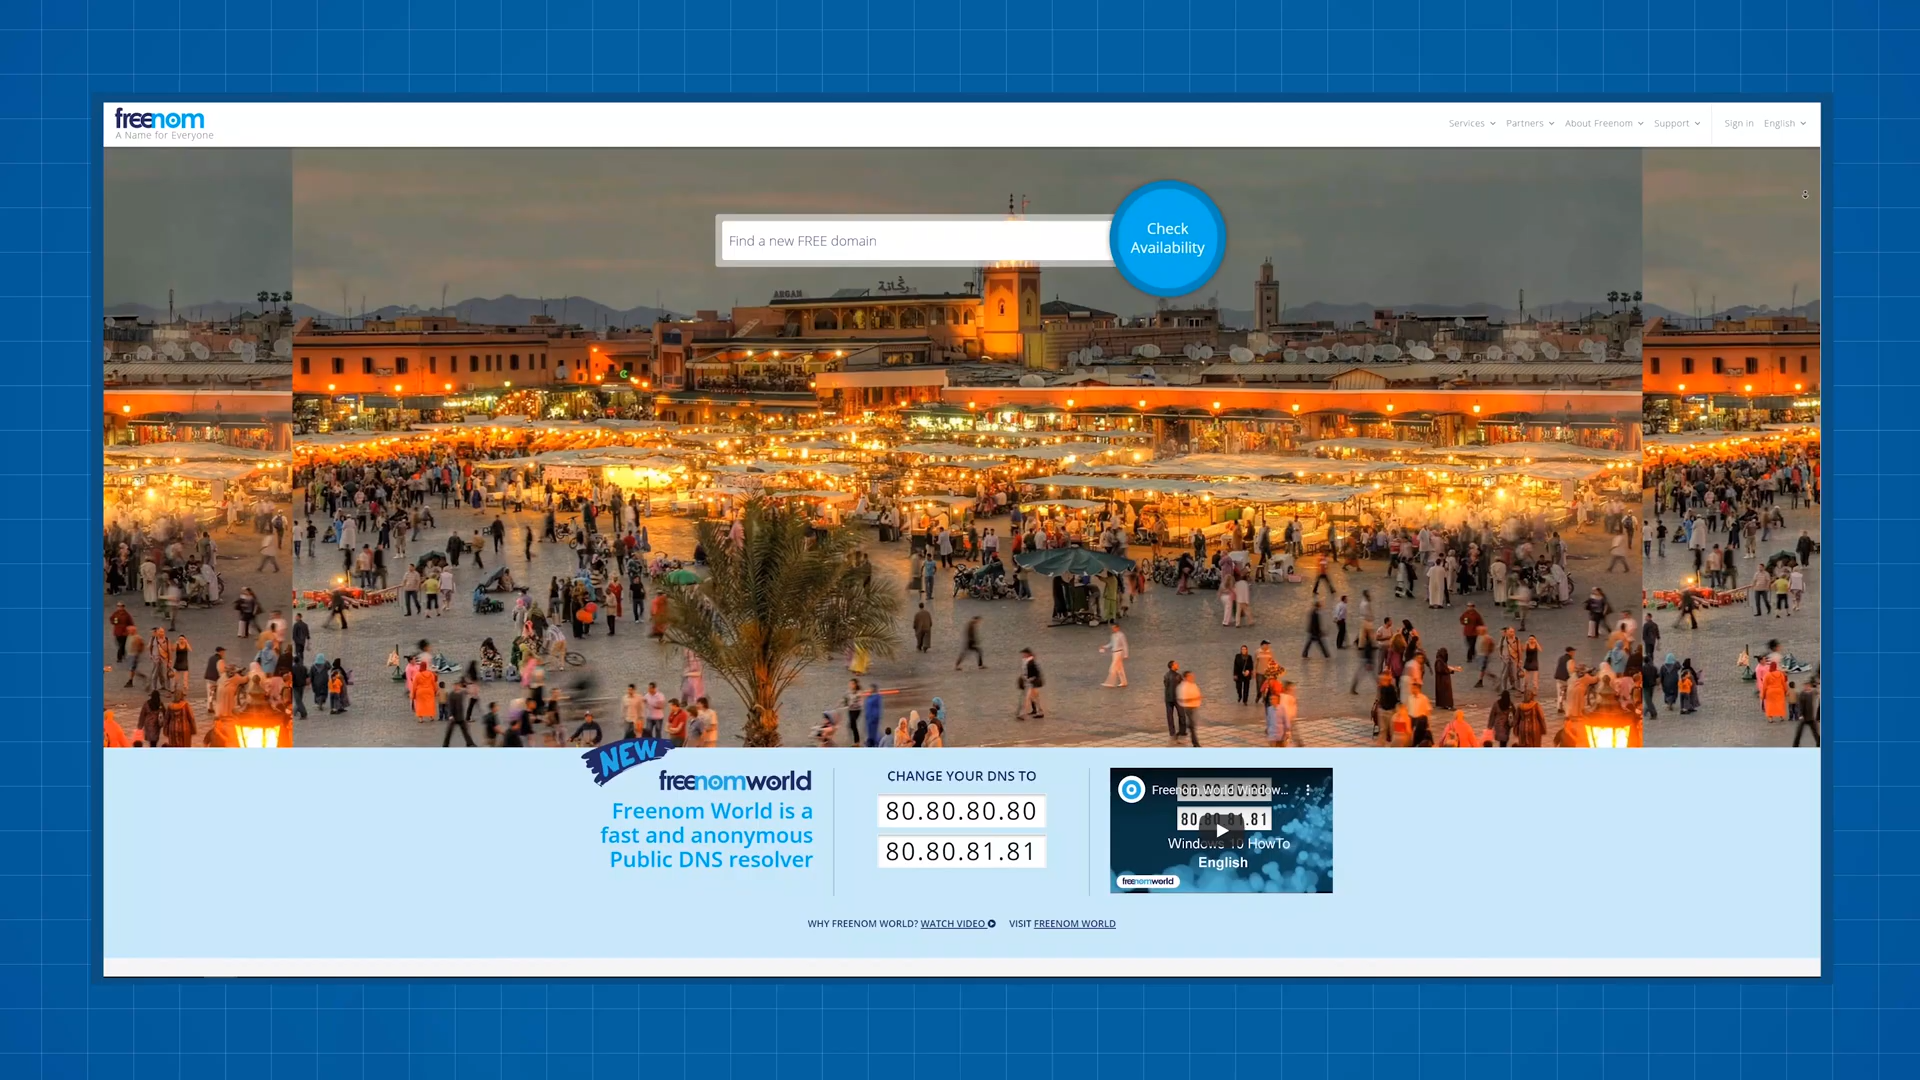 freenom
A Name for Everyone
Services
Partners
About Freenom
Support
Sign in
English
Find a new FREE domain
Check
Availability
ARGAN
NEW
freenomworld
Freenom World is a
fast and anonymous
Public DNS resolver
CHANGE YOUR DNS TO
80.80.80.80
80.80.81.81
Freenom World Window...
80.80.81.81
Windows 10 HowTo
English
freenomworld
WHY FREENOM WORLD? WATCH VIDEO
VISIT FREENOM WORLD